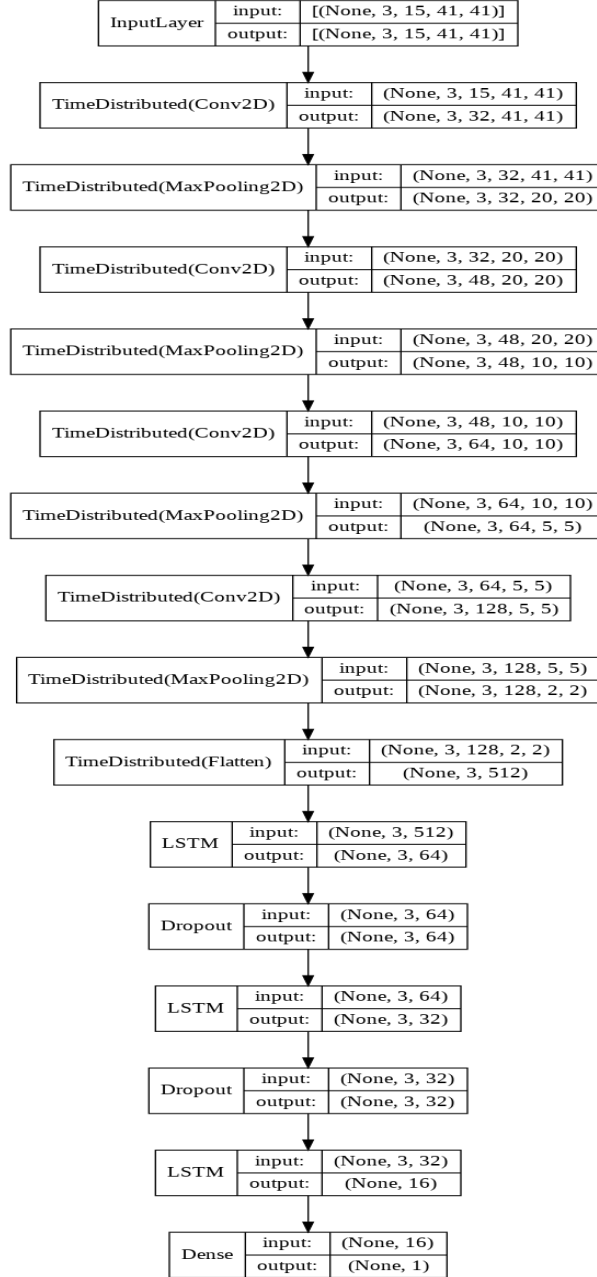 InputLayer
input: [(None, 3, 15, 41, 41)]
output: [(None, 3, 15, 41, 41)]
TimeDistributed(Conv2D)
input: (None, 3, 15, 41, 41)
output: (None, 3, 32, 41, 41)
TimeDistributed(MaxPooling2D)
input: (None, 3, 32, 41, 41)
output: (None, 3, 32, 20, 20)
TimeDistributed(Conv2D)
input: (None, 3, 32, 20, 20)
output: (None, 3, 48, 20, 20)
TimeDistributed(MaxPooling2D)
input: (None, 3, 48, 20, 20)
output: (None, 3, 48, 10, 10)
TimeDistributed(Conv2D)
input: (None, 3, 48, 10, 10)
output: (None, 3, 64, 10, 10)
TimeDistributed(MaxPooling2D)
input: (None, 3, 64, 10, 10)
output: (None, 3, 64, 5, 5)
TimeDistributed(Conv2D)
input: (None, 3, 64, 5, 5)
output: (None, 3, 128, 5, 5)
TimeDistributed(MaxPooling2D)
input: (None, 3, 128, 5, 5)
output: (None, 3, 128, 2, 2)
TimeDistributed(Flatten)
input: (None, 3, 128, 2, 2)
output: (None, 3, 512)
LSTM
input: (None, 3, 512)
output: (None, 3, 64)
Dropout
input: (None, 3, 64)
output: (None, 3, 64)
LSTM
input: (None, 3, 64)
output: (None, 3, 32)
Dropout
input: (None, 3, 32)
output: (None, 3, 32)
LSTM
input: (None, 3, 32)
output: (None, 16)
Dense
input: (None, 16)
output: (None, 1)